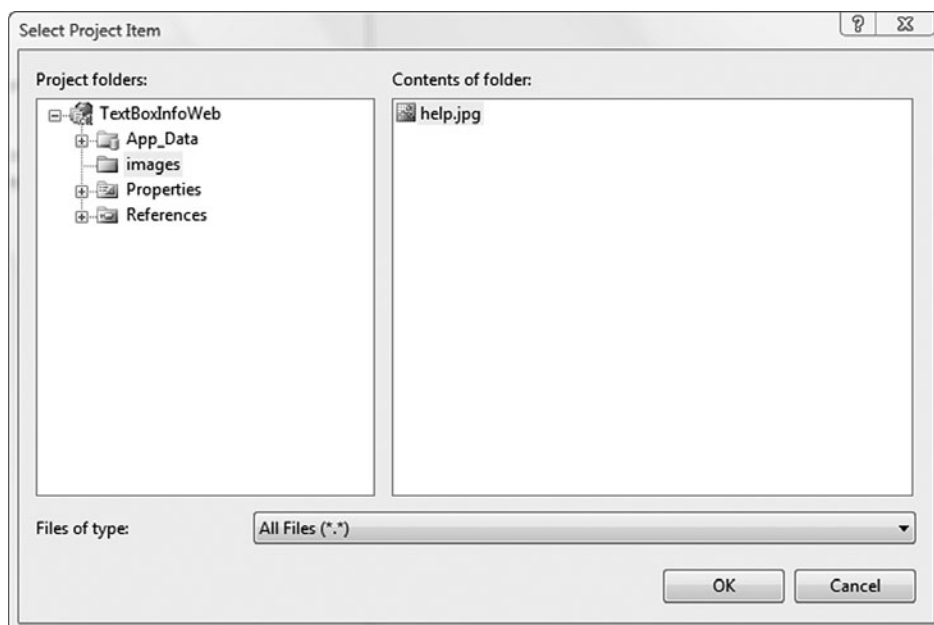 Select Project Item
Project folders:
Contents of folder:
TextBoxInfoWeb
App_Data
images
Properties
References
help.jpg
Files of type:
All Files (*.*)
OK
Cancel